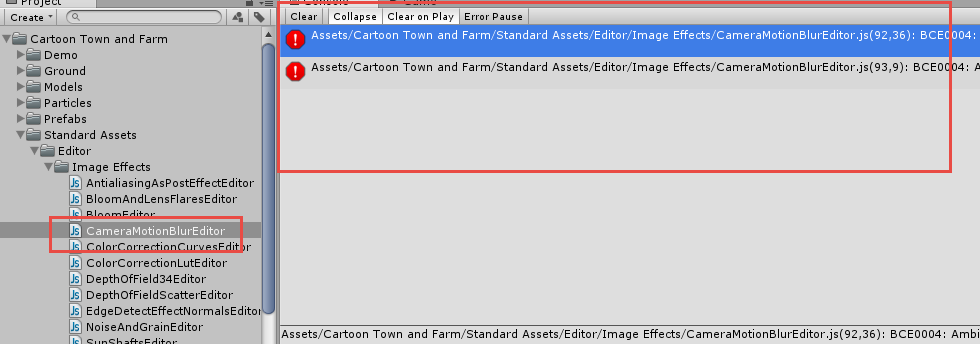 Project
Create
Cartoon Town and Farm
Demo
Ground
Models
Particles
Prefabs
Standard Assets
Editor
Image Effects
AntialiasingAsPostEffectEditor
BloomAndLensFlaresEditor
BloomEditor
CameraMotionBlurEditor
ColorCorrectionCurvesEditor
ColorCorrectionLutEditor
DepthOfField34Editor
DepthOfFieldScatterEditor
EdgeDetectEffectNormalsEditor
NoiseAndGrainEditor
SunShaftsEditor
Console Game
Clear Collapse Clear on Play Error Pause
Assets/Cartoon Town and Farm/Standard Assets/Editor/Image Effects/CameraMotionBlurEditor.js(92,36): BCE0004:
Assets/Cartoon Town and Farm/Standard Assets/Editor/Image Effects/CameraMotionBlurEditor.js(93,9): BCE0004: A
Assets/Cartoon Town and Farm/Standard Assets/Editor/Image Effects/CameraMotionBlurEditor.js(92,36): BCE0004: Ambi